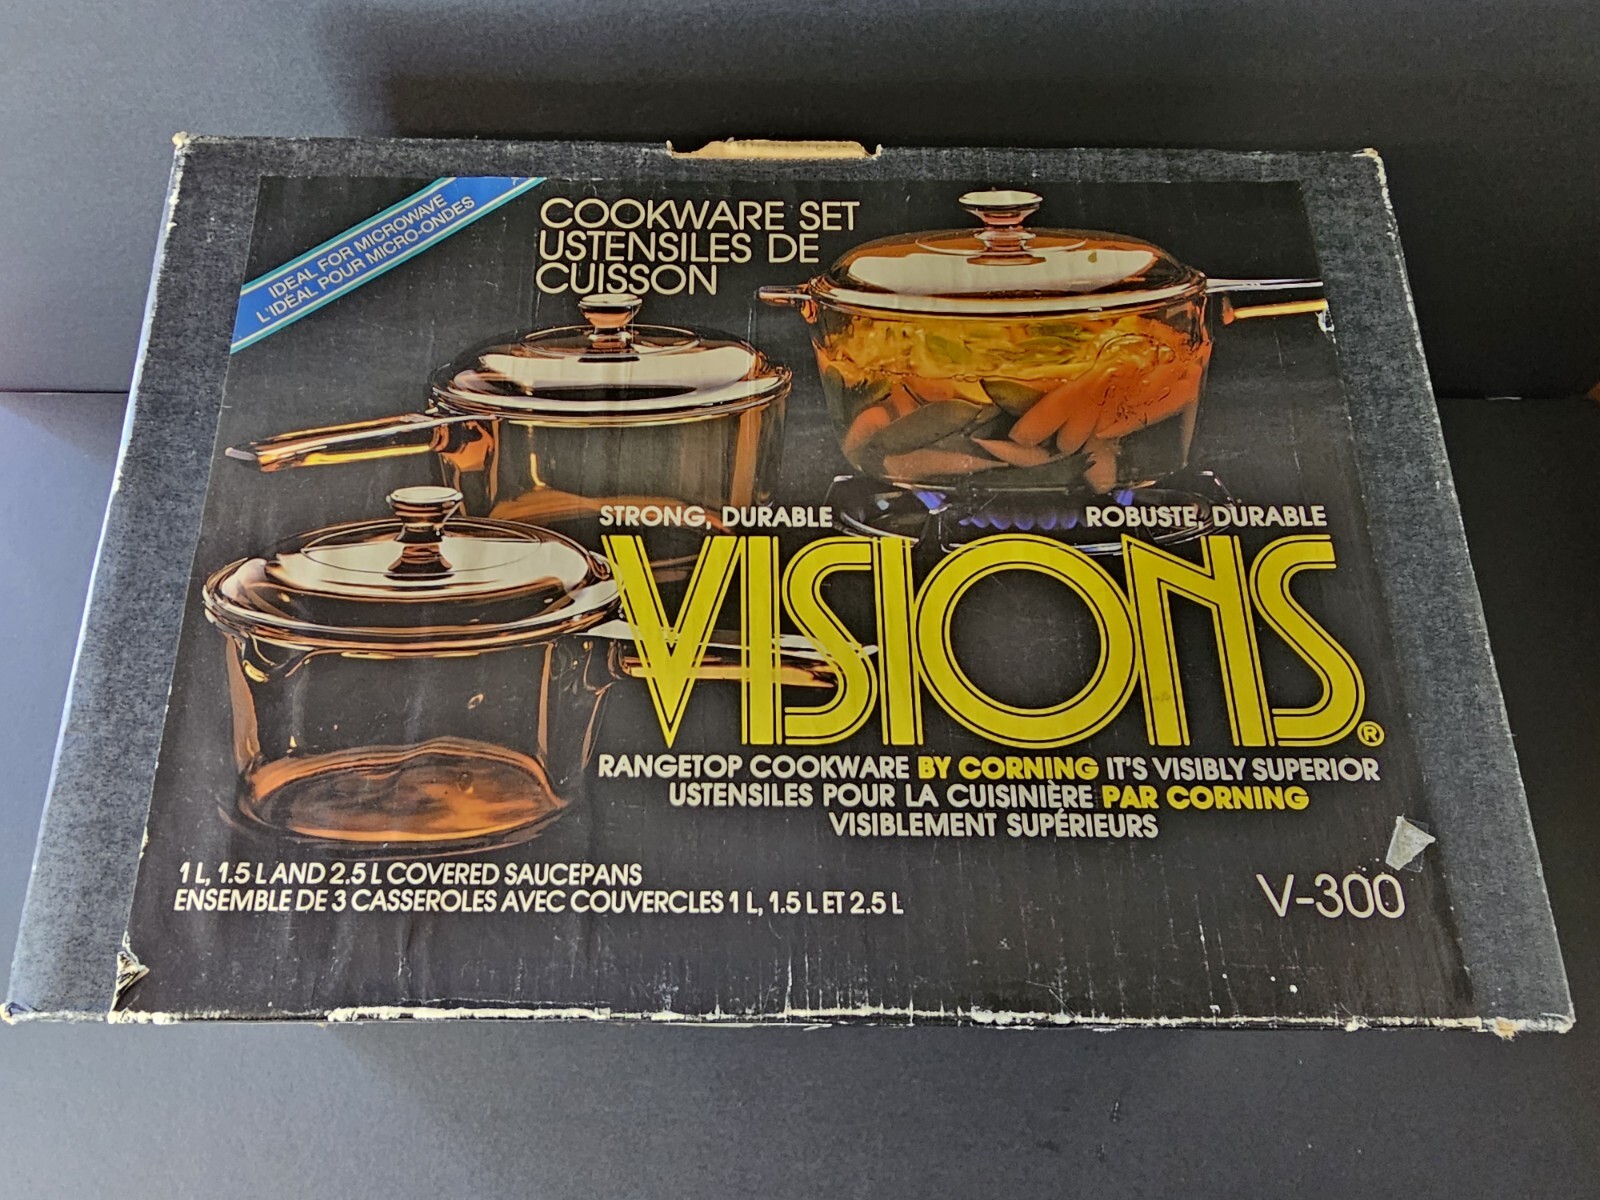 IDEAL FOR MICROWAVE
L'IDÉAL POUR MICRO-ONDES
COOKWARE SET
USTENSILES DE
CUISSON
STRONG, DURABLE ROBUSTE, DURABLE
VISIONS®
RANGETOP COOKWARE BY CORNING IT'S VISIBLY SUPERIOR
USTENSILES POUR LA CUISINIÈRE PAR CORNING
VISIBLEMENT SUPÉRIEURS
1 L, 1.5 L AND 2.5 L COVERED SAUCEPANS
ENSEMBLE DE 3 CASSEROLES AVEC COUVERCLES 1 L, 1.5 L ET 2.5 L
V-300